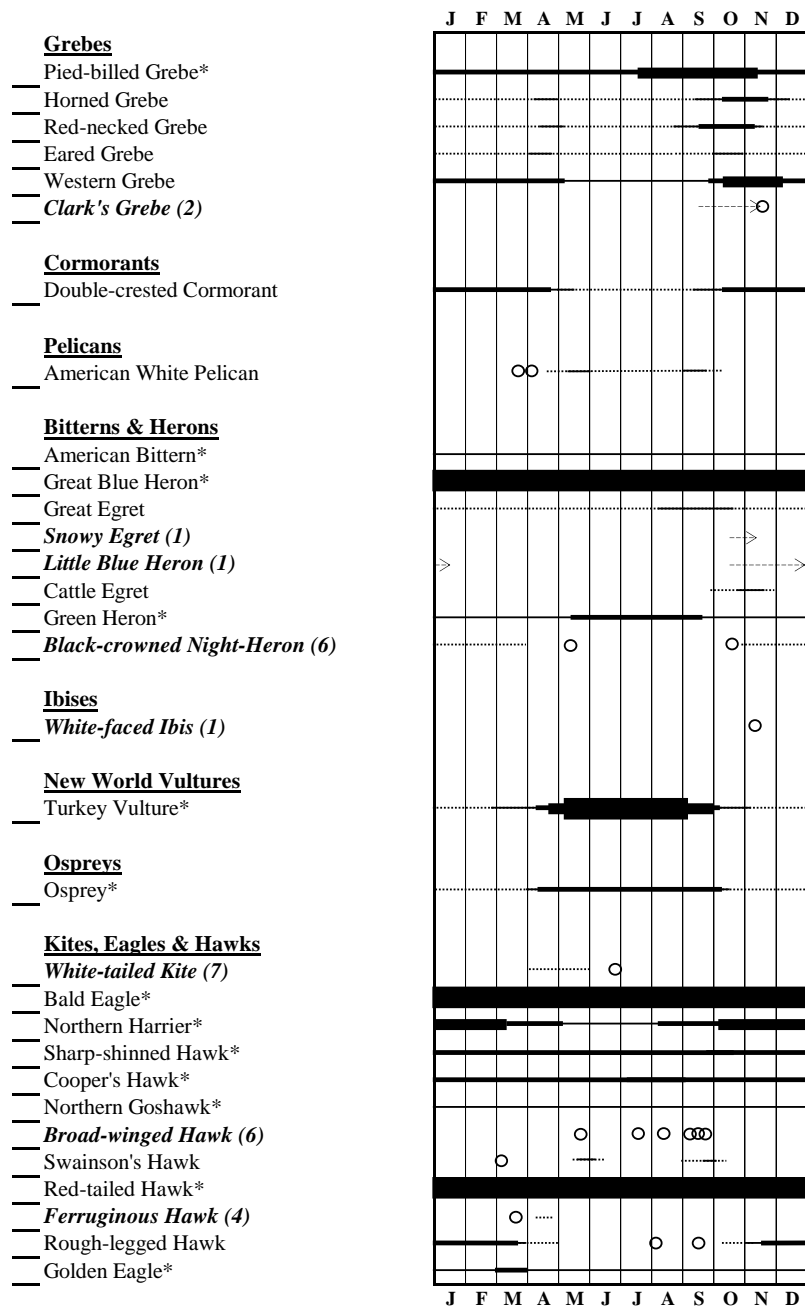 J F M A M J J A S O N D
Grebes
Pied-billed Grebe*
Horned Grebe
Red-necked Grebe
Eared Grebe
Western Grebe
Clark's Grebe (2)
Cormorants
Double-crested Cormorant
Pelicans
American White Pelican
Bitterns & Herons
American Bittern*
Great Blue Heron*
Great Egret
Snowy Egret (1)
Little Blue Heron (1)
Cattle Egret
Green Heron*
Black-crowned Night-Heron (6)
Ibises
White-faced Ibis (1)
New World Vultures
Turkey Vulture*
Ospreys
Osprey*
Kites, Eagles & Hawks
White-tailed Kite (7)
Bald Eagle*
Northern Harrier*
Sharp-shinned Hawk*
Cooper's Hawk*
Northern Goshawk*
Broad-winged Hawk (6)
Swainson's Hawk
Red-tailed Hawk*
Ferruginous Hawk (4)
Rough-legged Hawk
Golden Eagle*
J F M A M J J A S O N D